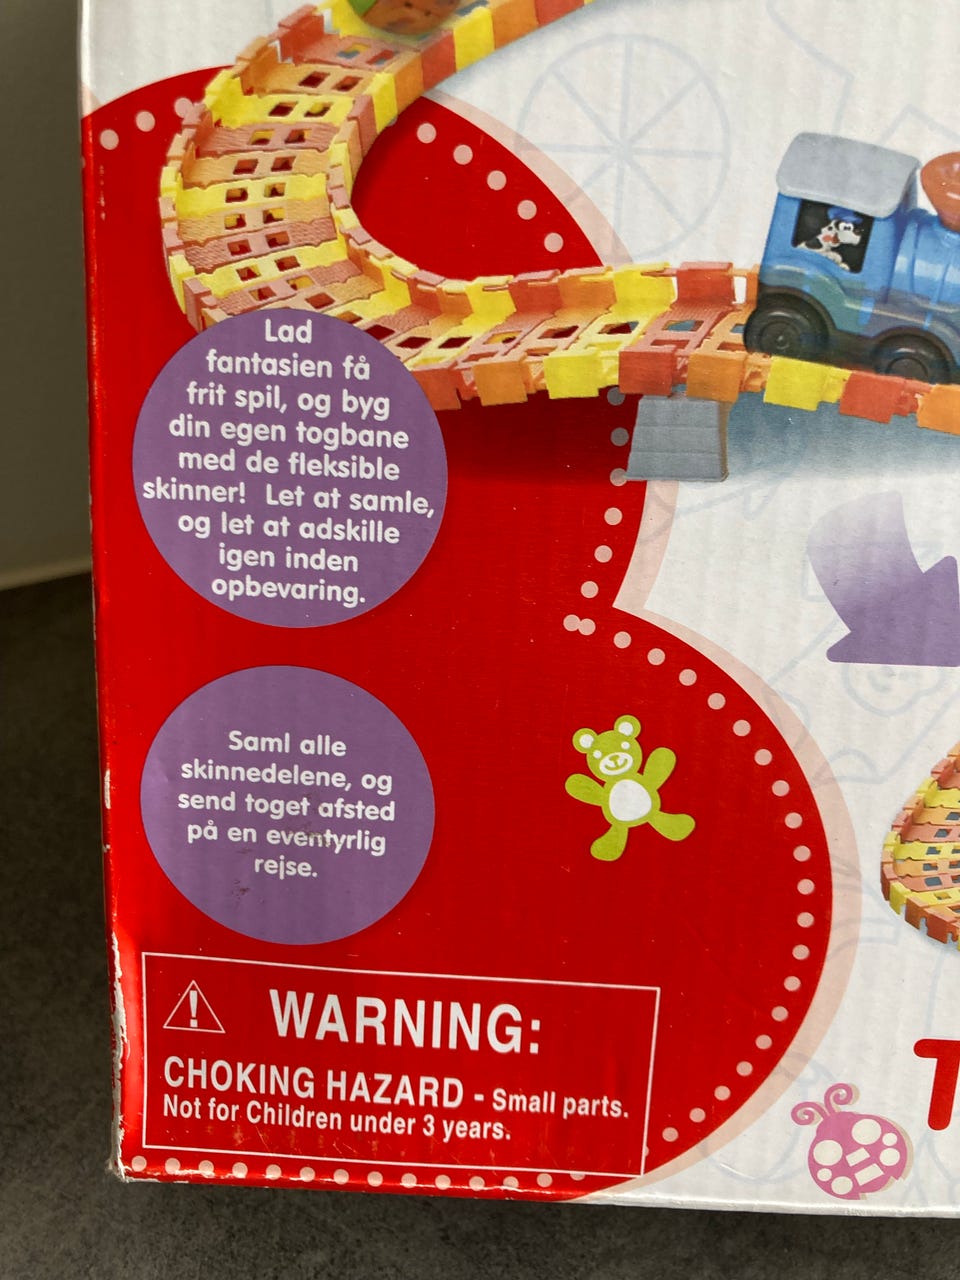 Lad
fantasien få
frit spil, og byg
din egen togbane
med de fleksible
skinner! Let at samle,
og let at adskille
igen inden
opbevaring.
Saml alle
skinnedelene, og
send toget afsted
på en eventyrlig
rejse.
WARNING:
CHOKING HAZARD - Small parts.
Not for Children under 3 years.
T